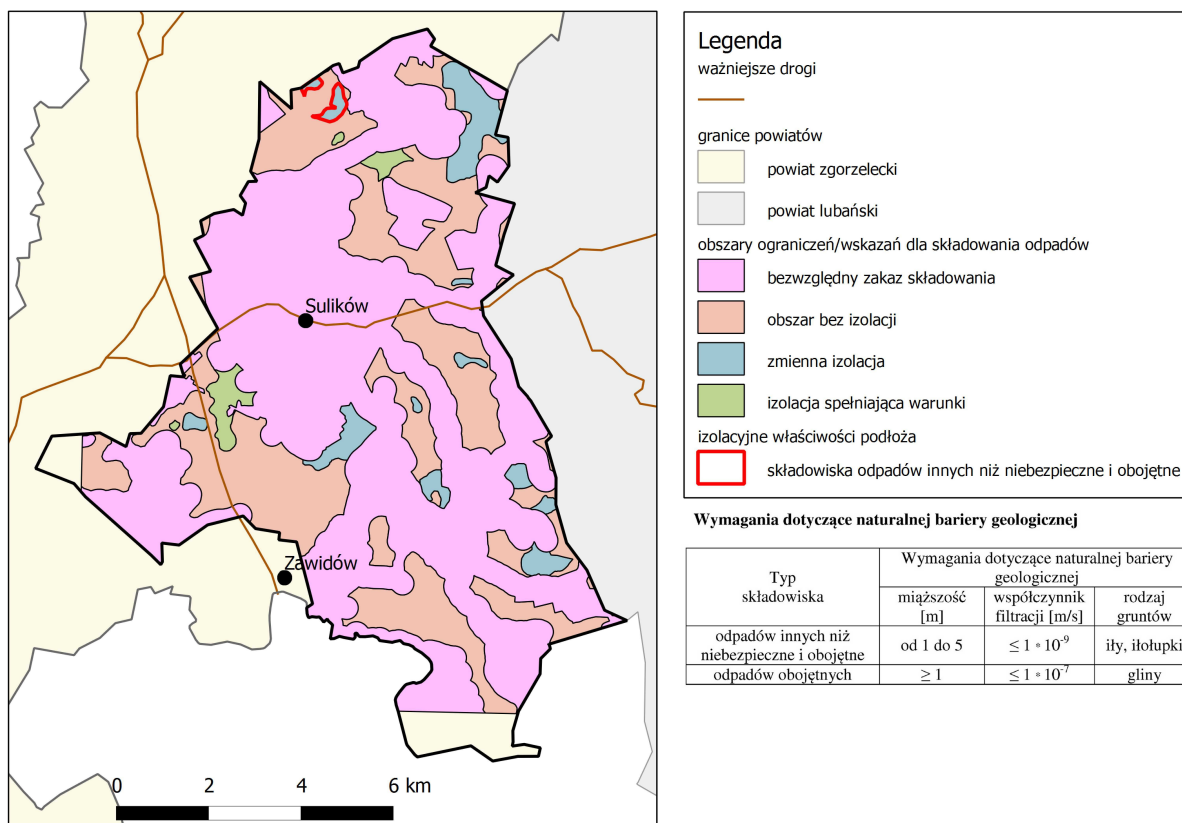 Sulików
Zawidów
0 2 4 6 km
Legenda
ważniejsze drogi
granice powiatów
powiat zgorzelecki
powiat lubański
obszary ograniczeń/wskazań dla składowania odpadów
bezwzględny zakaz składowania
obszar bez izolacji
zmienna izolacja
izolacja spełniająca warunki
izolacyjne właściwości podłoża
składowiska odpadów innych niż niebezpieczne i obojętne
Wymagania dotyczące naturalnej bariery geologicznej
Typ
składowiska
Wymagania dotyczące naturalnej bariery
geologicznej
miąższość
[m]
współczynnik
filtracji [m/s]
rodzaj
gruntów
odpadów innych niż
niebezpieczne i obojętne
od 1 do 5
≤ 1 * 10⁻⁹
iły, iłołupki
odpadów obojętnych
≥ 1
≤ 1 * 10⁻⁷
gliny